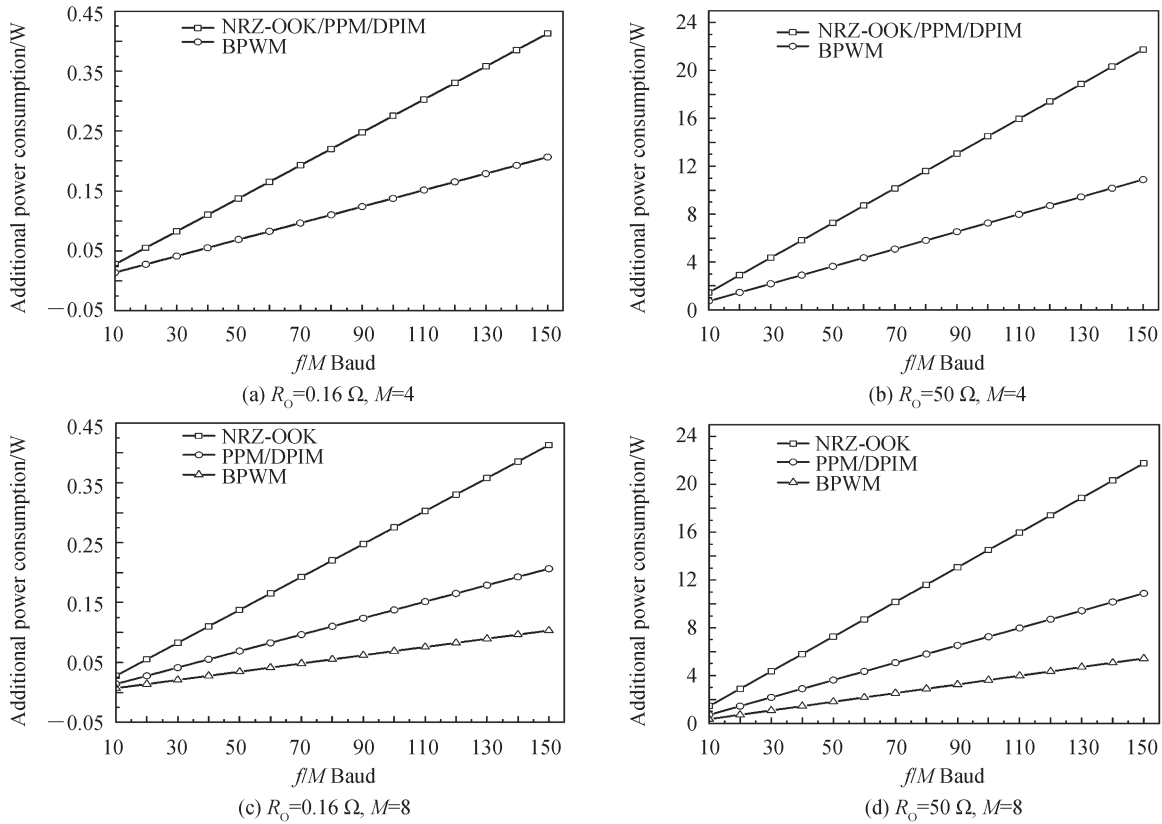 Additional power consumption/W
0.45
0.35
0.25
0.15
0.05
−0.05
NRZ-OOK/PPM/DPIM
BPWM
10 30 50 70 90 110 130 150
f/M Baud
(a) RO=0.16 Ω, M=4
Additional power consumption/W
24
20
16
12
8
4
0
NRZ-OOK/PPM/DPIM
BPWM
10 30 50 70 90 110 130 150
f/M Baud
(b) RO=50 Ω, M=4
Additional power consumption/W
0.45
0.35
0.25
0.15
0.05
−0.05
NRZ-OOK
PPM/DPIM
BPWM
10 30 50 70 90 110 130 150
f/M Baud
(c) RO=0.16 Ω, M=8
Additional power consumption/W
24
20
16
12
8
4
0
NRZ-OOK
PPM/DPIM
BPWM
10 30 50 70 90 110 130 150
f/M Baud
(d) RO=50 Ω, M=8